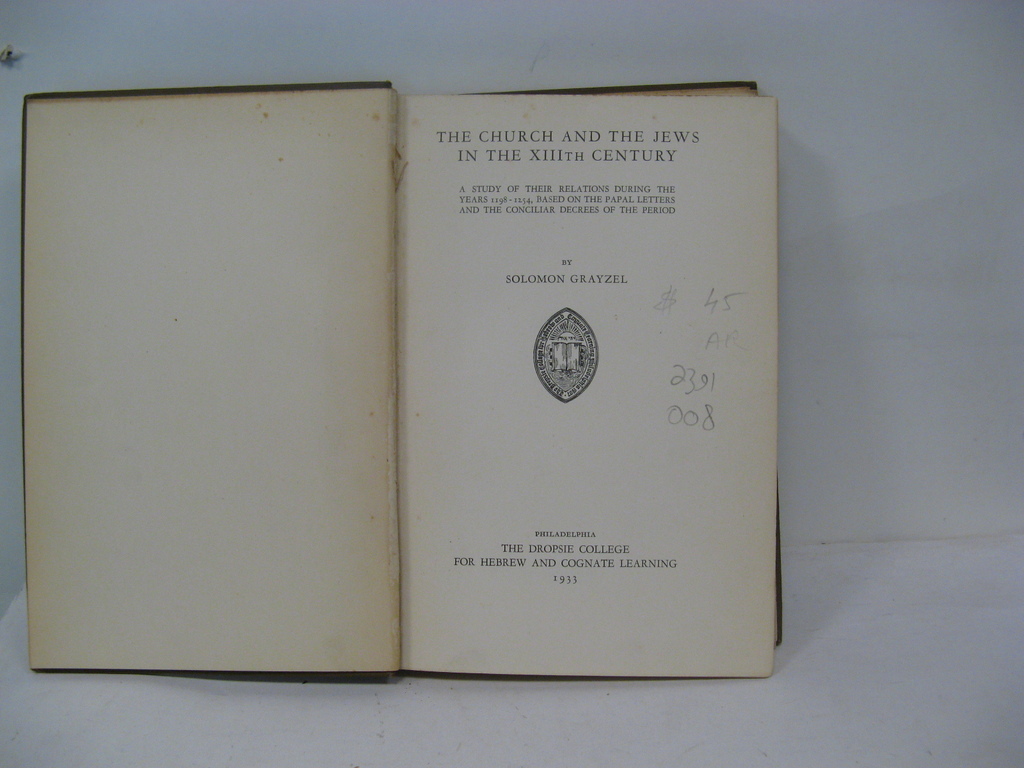 THE CHURCH AND THE JEWS
IN THE XIIITH CENTURY
A STUDY OF THEIR RELATIONS DURING THE
YEARS 1198-1254, BASED ON THE PAPAL LETTERS
AND THE CONCILIAR DECREES OF THE PERIOD
BY
SOLOMON GRAYZEL
$ 45
AR
2391
008
PHILADELPHIA
THE DROPSIE COLLEGE
FOR HEBREW AND COGNATE LEARNING
1933